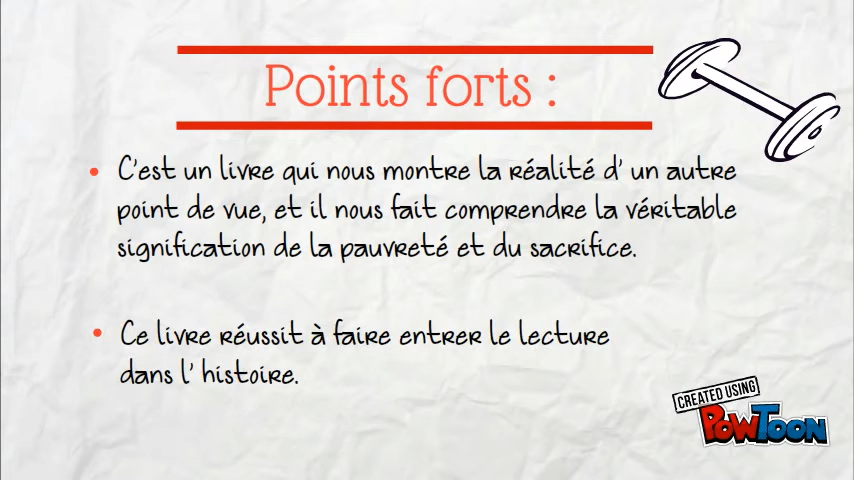 Points forts :
C'est un livre qui nous montre la réalité d' un autre
point de vue, et il nous fait comprendre la véritable
signification de la pauvreté et du sacrifice.
Ce livre réussit à faire entrer le lecture
dans l' histoire.
CREATED USING
POWTOON